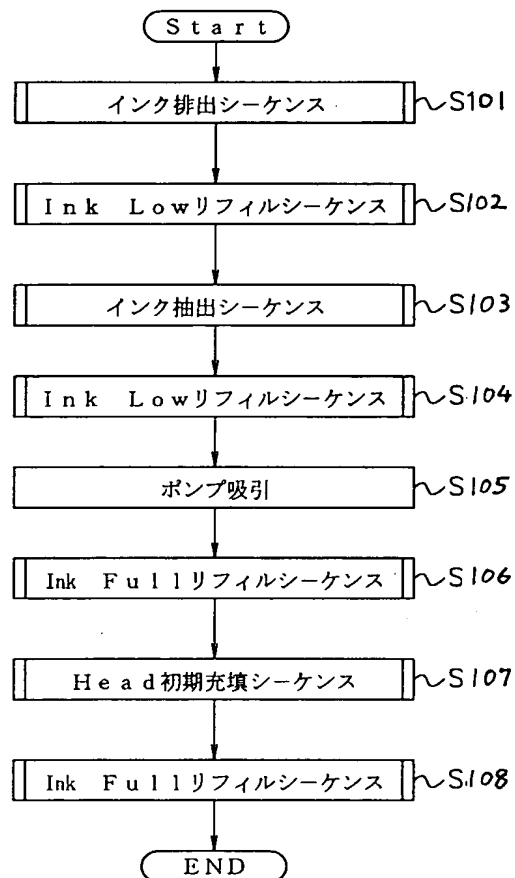 Start
インク排出シーケンス S101
Ink Lowリフィルシーケンス S102
インク抽出シーケンス S103
Ink Lowリフィルシーケンス S104
ポンプ吸引 S105
Ink Fullリフィルシーケンス S106
Head初期充填シーケンス S107
Ink Fullリフィルシーケンス S108
END